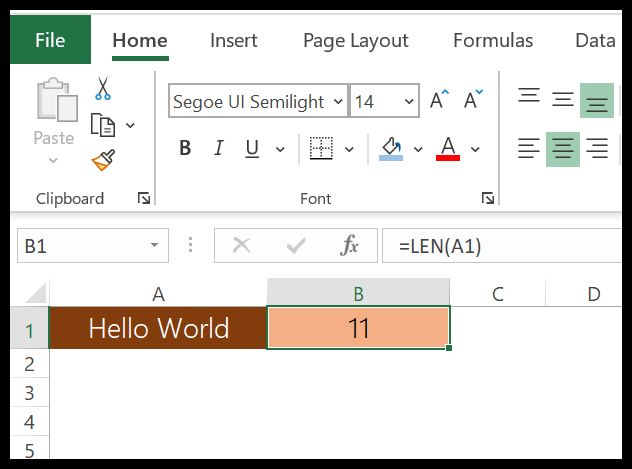 File Home Insert Page Layout Formulas Data
Segoe UI Semilight 14 A A
Paste
B I U A
Clipboard Font
B1 fx =LEN(A1)
A B C D
1 Hello World 11
2
3
4
5